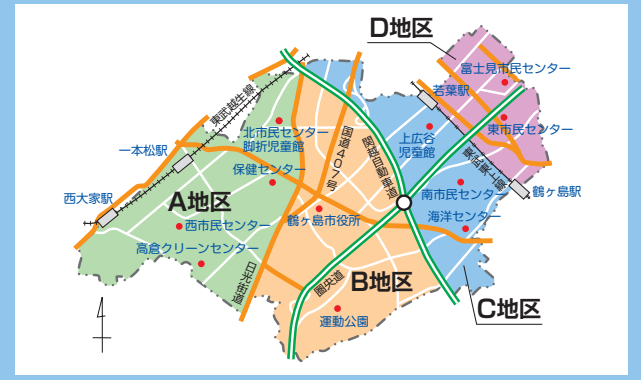 D地区
富士見市民センター
若葉駅
東武越生線
北市民センター
脚折児童館
国道407号
関越自動車道
上広谷
児童館
東市民センター
一本松駅
保健センター
東武東上線
西大家駅
A地区
南市民センター
鶴ヶ島駅
西市民センター
鶴ヶ島市役所
海洋センター
高倉クリーンセンター
日光街道
圏央道
B地区
C地区
運動公園